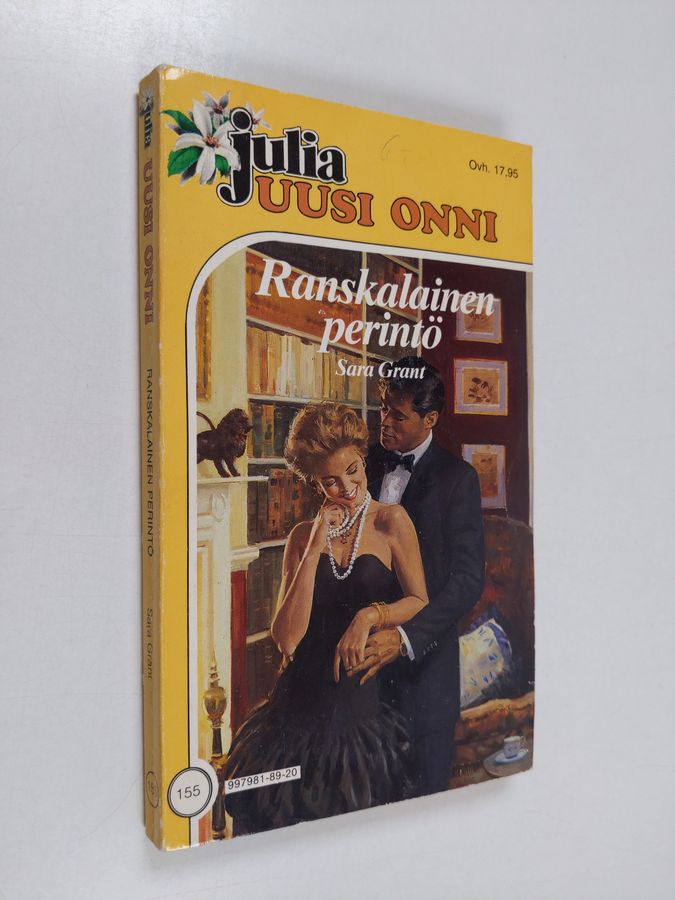 julia
UUSI ONNI
Ovh. 17,95
Ranskalainen
perintö
Sara Grant
155
997981-89-20
julia
UUSI ONNI
RANSKALAINEN PERINTÖ
Sara Grant